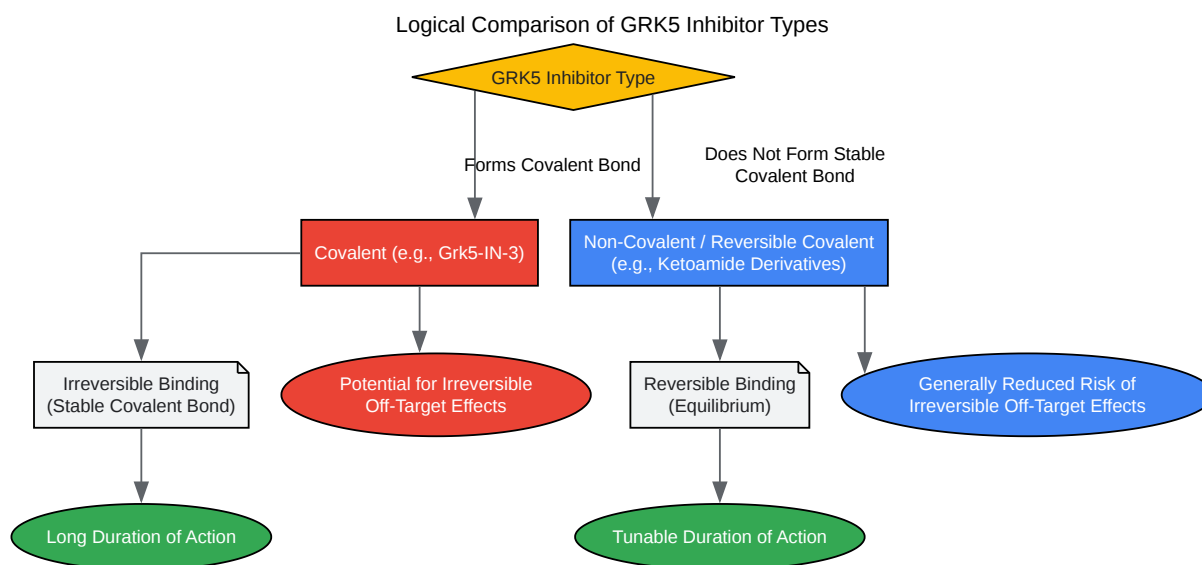 Logical Comparison of GRK5 Inhibitor Types
GRK5 Inhibitor Type
Forms Covalent Bond
Does Not Form Stable
Covalent Bond
Covalent (e.g., Grk5-IN-3)
Non-Covalent / Reversible Covalent
(e.g., Ketoamide Derivatives)
Irreversible Binding
(Stable Covalent Bond)
Potential for Irreversible
Off-Target Effects
Reversible Binding
(Equilibrium)
Generally Reduced Risk of
Irreversible Off-Target Effects
Long Duration of Action
Tunable Duration of Action